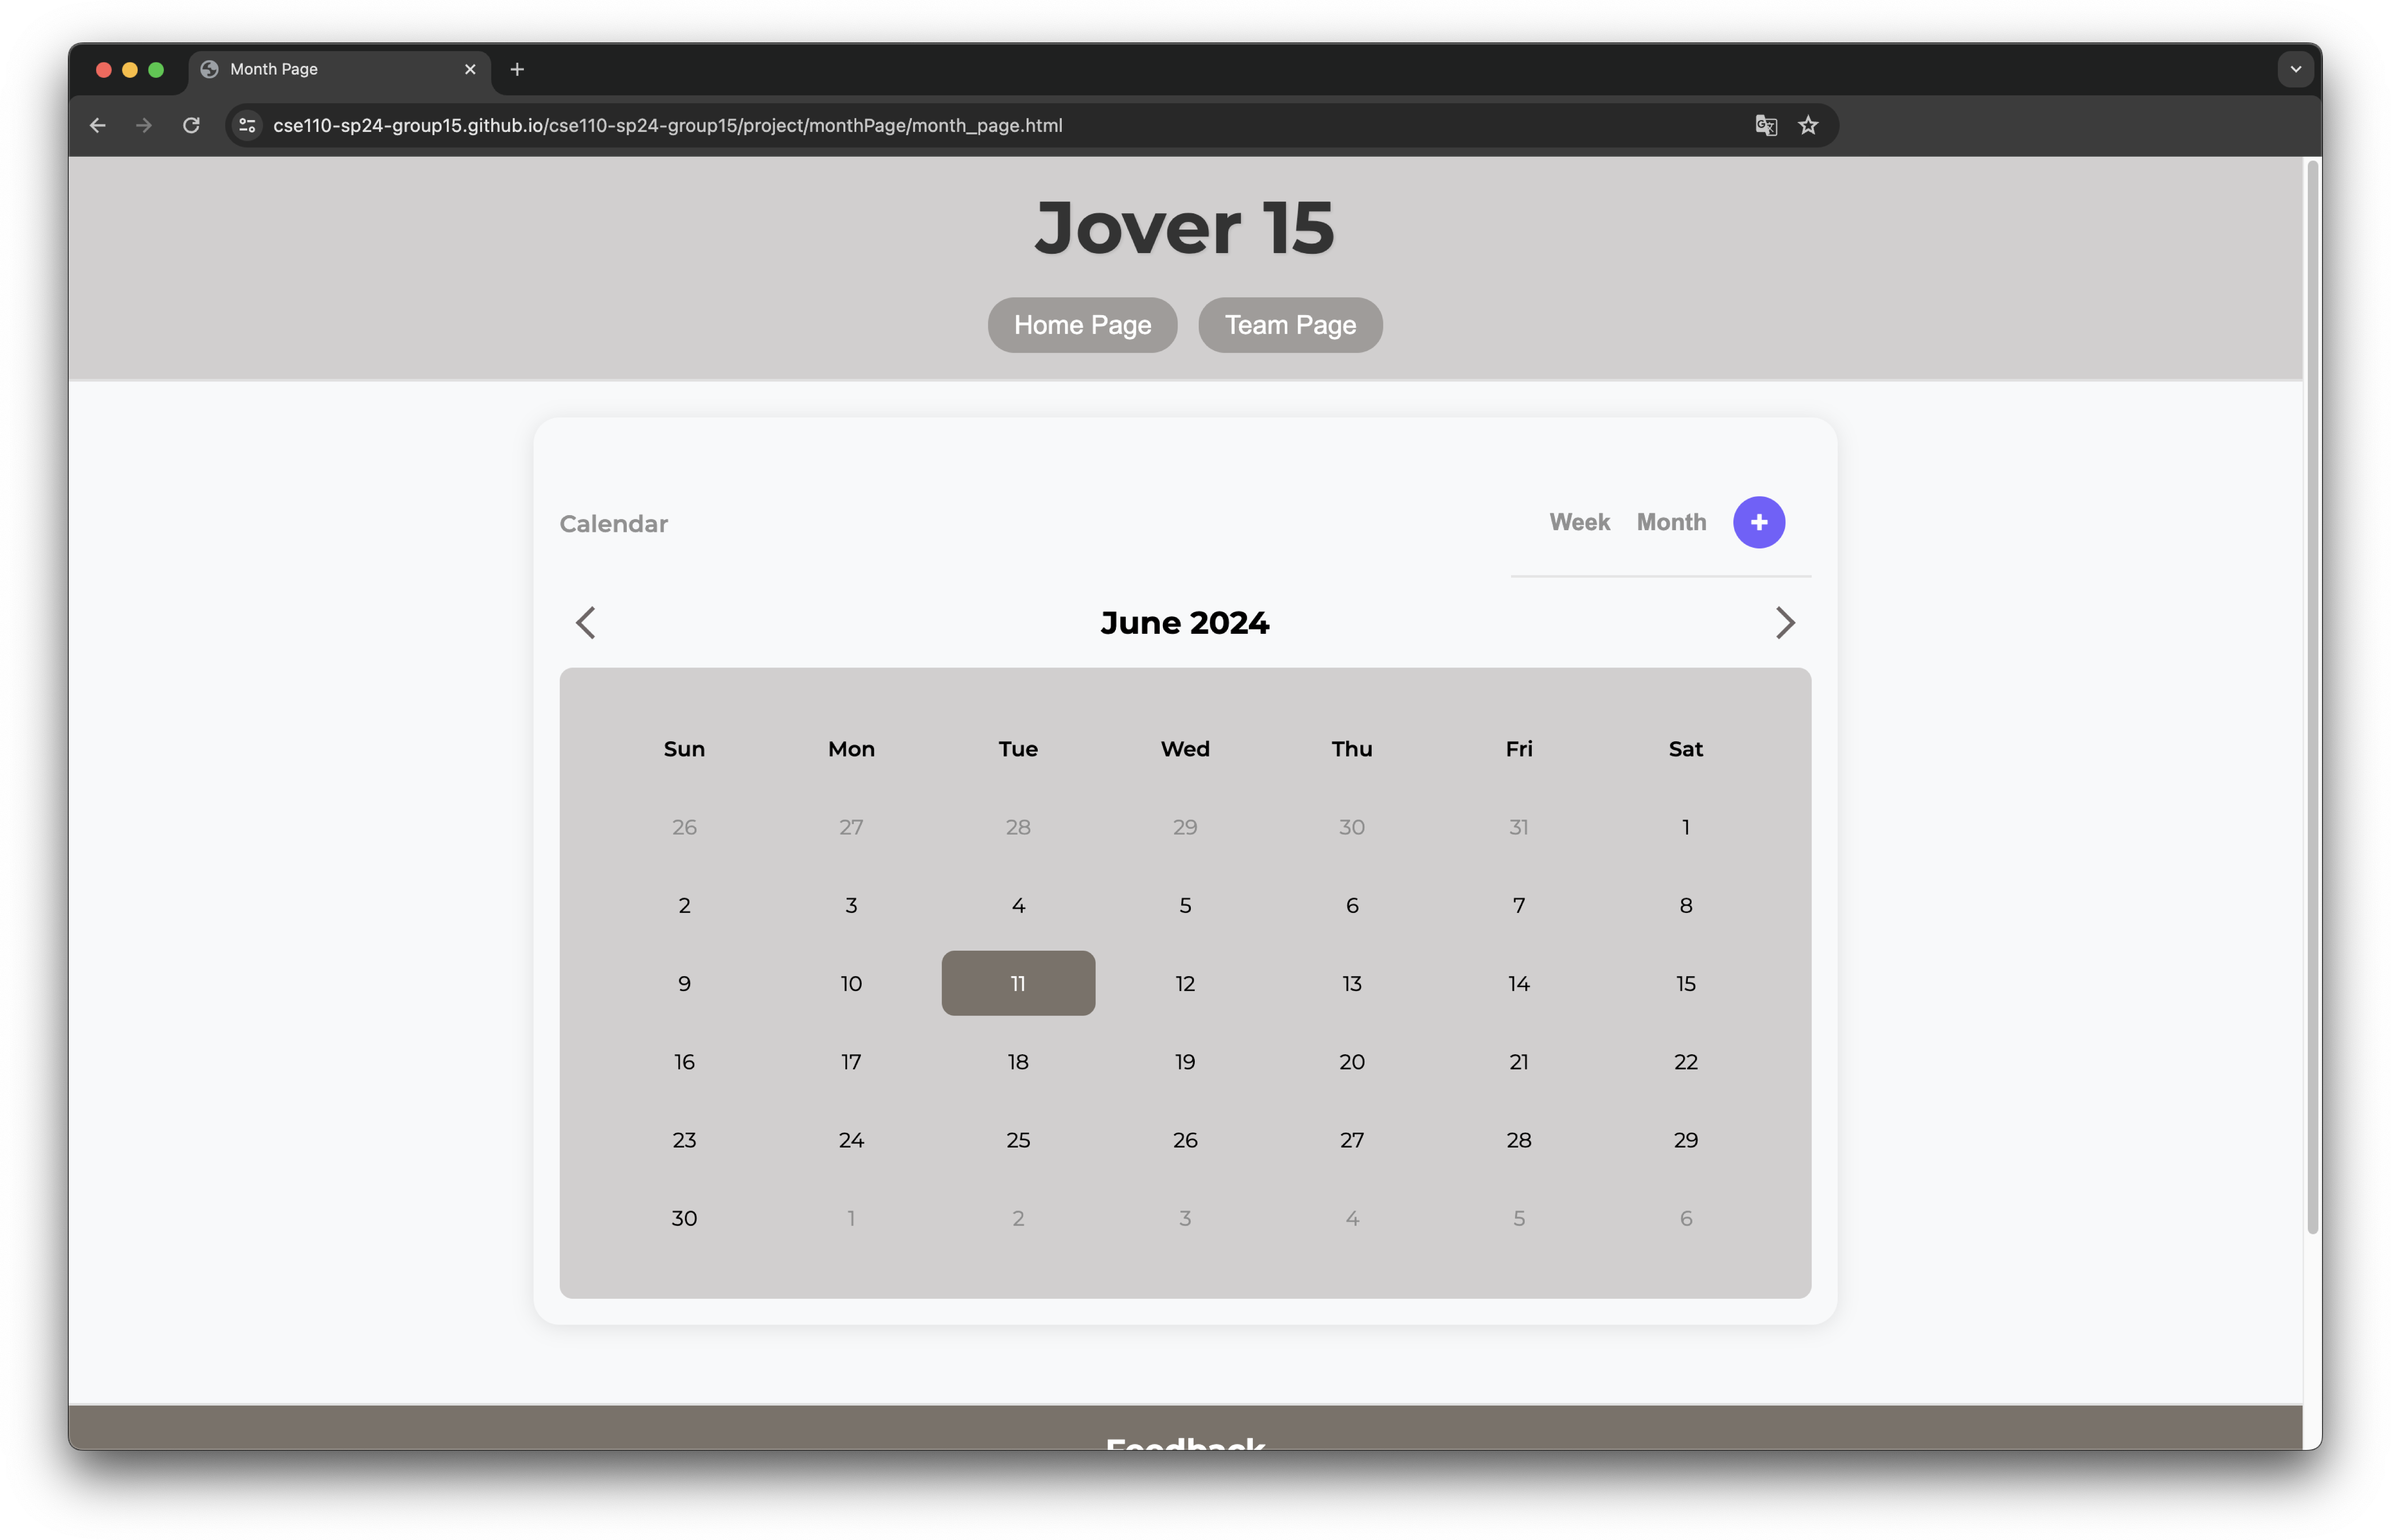 Month Page
cse110-sp24-group15.github.io/cse110-sp24-group15/project/monthPage/month_page.html
Jover 15
Home Page Team Page
Calendar Week Month +
June 2024
Sun Mon Tue Wed Thu Fri Sat
26 27 28 29 30 31 1
2 3 4 5 6 7 8
9 10 11 12 13 14 15
16 17 18 19 20 21 22
23 24 25 26 27 28 29
30 1 2 3 4 5 6
Feedback